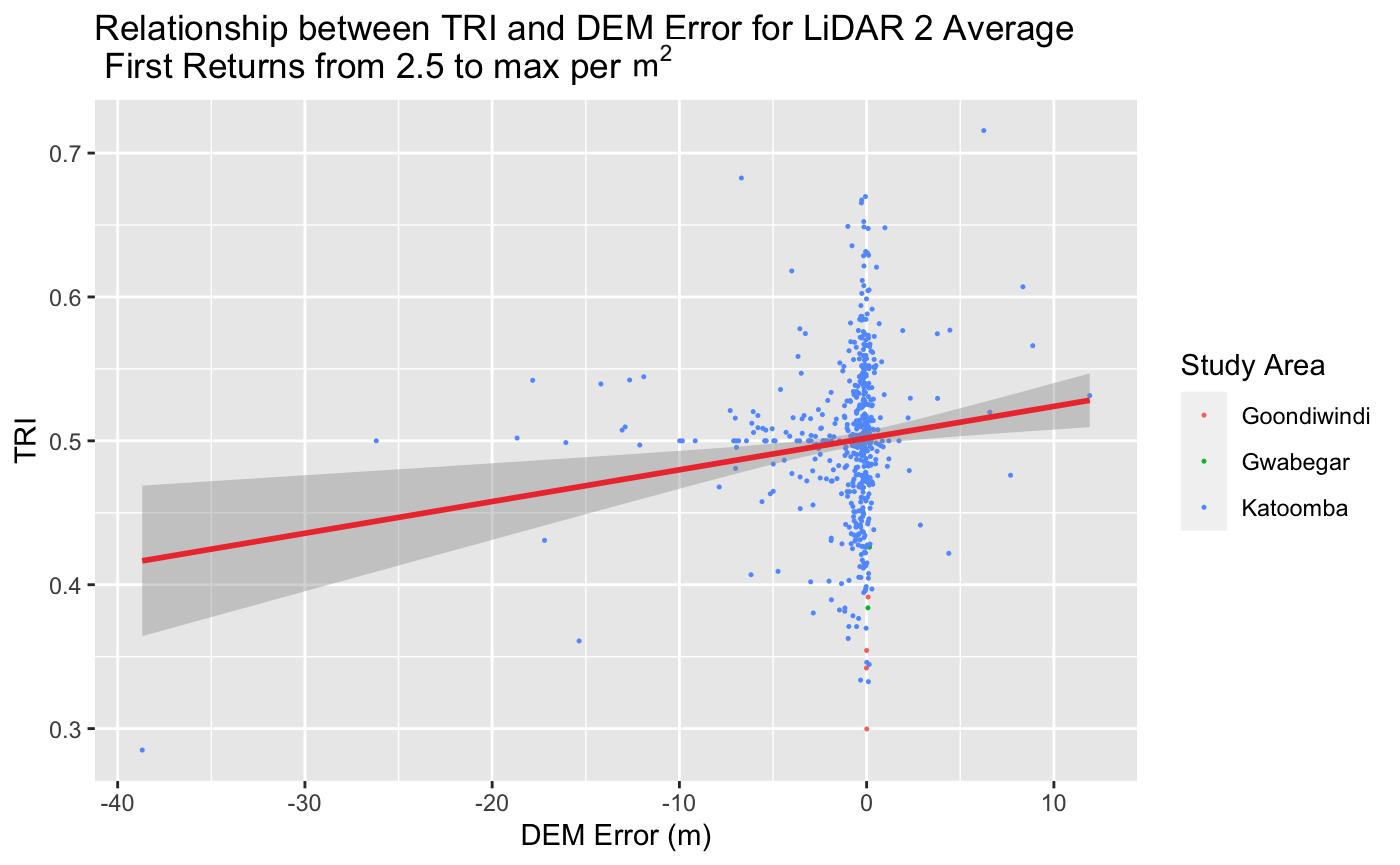 Relationship between TRI and DEM Error for LiDAR 2 Average
First Returns from 2.5 to max per m²
0.7
0.6
0.5
0.4
0.3
TRI
-40
-30
-20
-10
0
10
DEM Error (m)
Study Area
Goondiwindi
Gwabegar
Katoomba